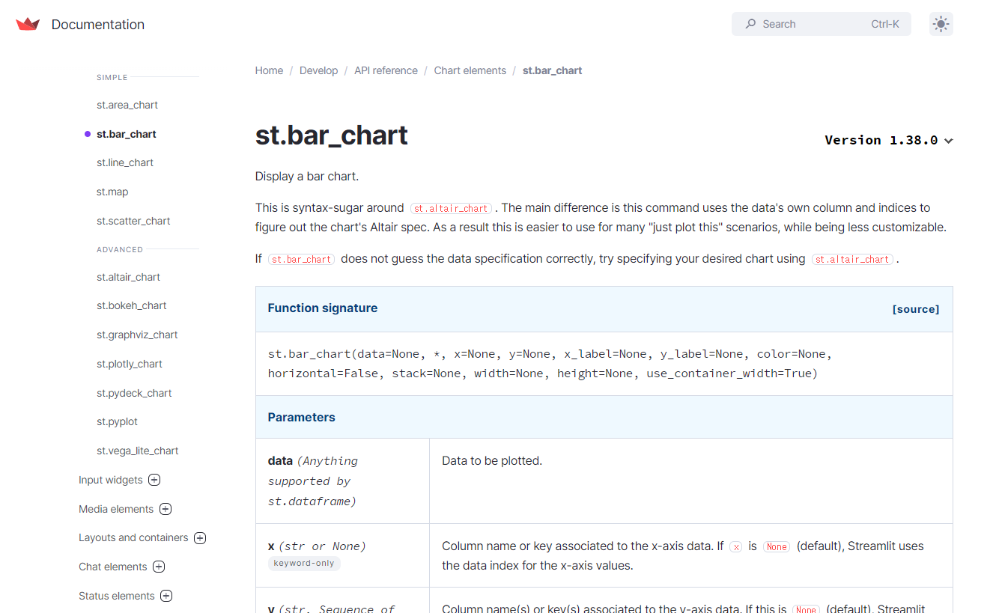 Documentation
Search Ctrl-K
SIMPLE
st.area_chart
st.bar_chart
st.line_chart
st.map
st.scatter_chart
ADVANCED
st.altair_chart
st.bokeh_chart
st.graphviz_chart
st.plotly_chart
st.pydeck_chart
st.pyplot
st.vega_lite_chart
Input widgets
Media elements
Layouts and containers
Chat elements
Status elements
Home / Develop / API reference / Chart elements / st.bar_chart
st.bar_chart
Version 1.38.0
Display a bar chart.
This is syntax-sugar around st.altair_chart. The main difference is this command uses the data's own column and indices to
figure out the chart's Altair spec. As a result this is easier to use for many "just plot this" scenarios, while being less customizable.
If st.bar_chart does not guess the data specification correctly, try specifying your desired chart using st.altair_chart.
Function signature [source]
st.bar_chart(data=None, *, x=None, y=None, x_label=None, y_label=None, color=None,
horizontal=False, stack=None, width=None, height=None, use_container_width=True)
Parameters
data (Anything
supported by
st.dataframe)
Data to be plotted.
x (str or None)
keyword-only
Column name or key associated to the x-axis data. If x is None (default), Streamlit uses
the data index for the x-axis values.
y (str, Sequence of
Column name(s) or key(s) associated to the y-axis data. If this is None (default), Streamlit